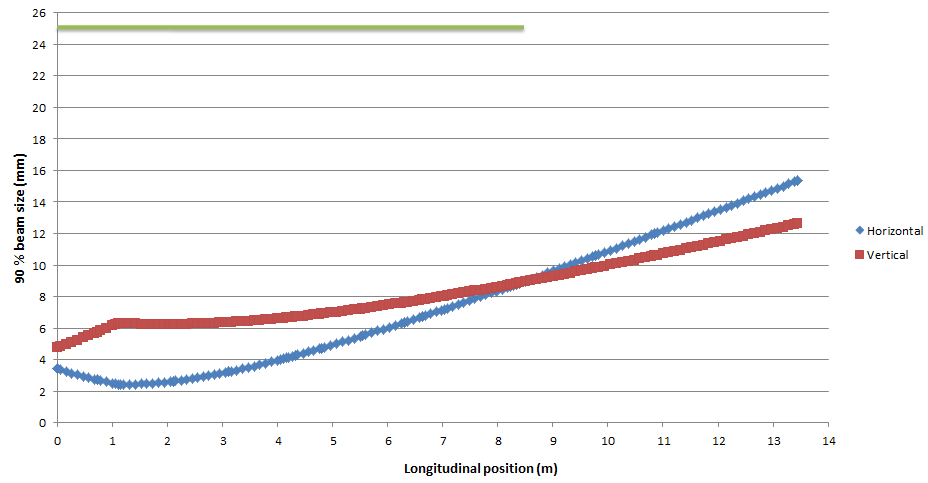 26
24
22
20
18
16
14
12
10
8
6
4
2
0
90 % beam size (mm)
0 1 2 3 4 5 6 7 8 9 10 11 12 13 14
Longitudinal position (m)
Horizontal
Vertical